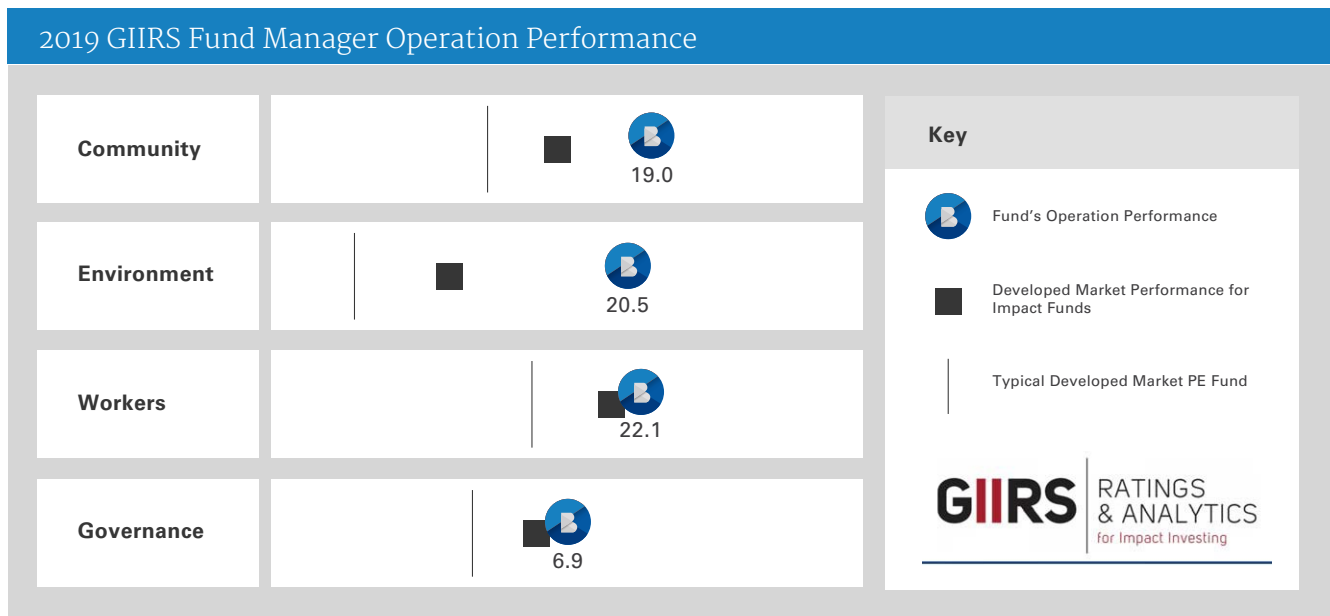 2019 GIIRS Fund Manager Operation Performance
Community
19.0
Environment
20.5
Workers
22.1
Governance
6.9
Key
Fund's Operation Performance
Developed Market Performance for
Impact Funds
Typical Developed Market PE Fund
GIIRS
RATINGS
& ANALYTICS
for Impact Investing